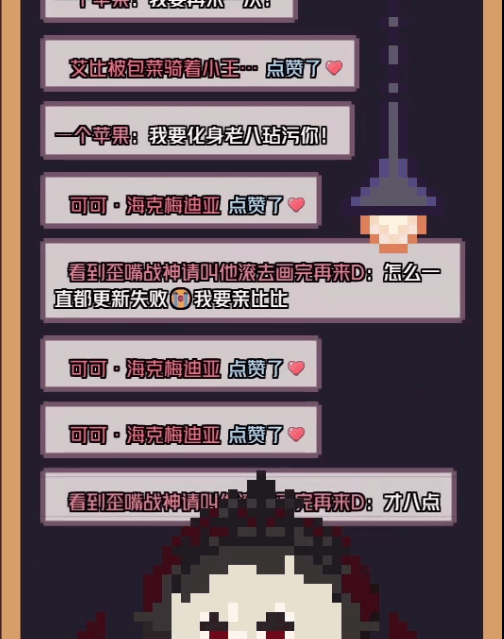 一个苹果：我要再来一次！
艾比被包菜骑着小王… 点赞了
一个苹果：我要化身老八玷污你！
可可·海克梅迪亚 点赞了
看到歪嘴战神请叫他滚去画完再来D：怎么一
直都更新失败😭我要亲比比
可可·海克梅迪亚 点赞了
可可·海克梅迪亚 点赞了
看到歪嘴战神请叫 完再来D：才八点